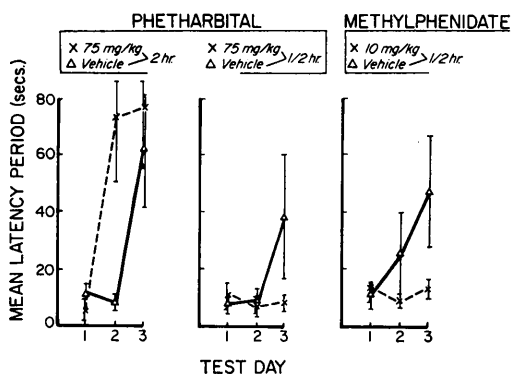 PHETHARBITAL METHYLPHENIDATE
× 75 mg/kg
△ Vehicle > 2 hr.
× 75 mg/kg
△ Vehicle > 1/2 hr.
× 10 mg/kg
△ Vehicle > 1/2 hr.
MEAN LATENCY PERIOD (secs.)
80
60
40
20
0
1 2 3 1 2 3 1 2 3
TEST DAY